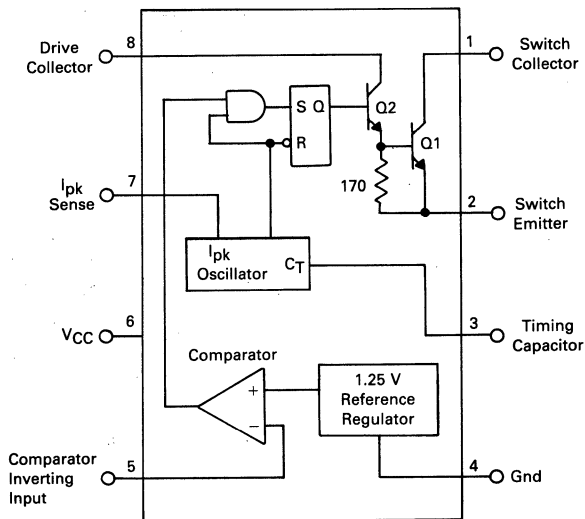 Drive
Collector
8
1
Switch
Collector
S Q
R
Q2
Q1
170
Ipk
Sense
7
2
Switch
Emitter
Ipk
Oscillator
CT
VCC
6
3
Timing
Capacitor
Comparator
+
−
1.25 V
Reference
Regulator
Comparator
Inverting
Input
5
4
Gnd